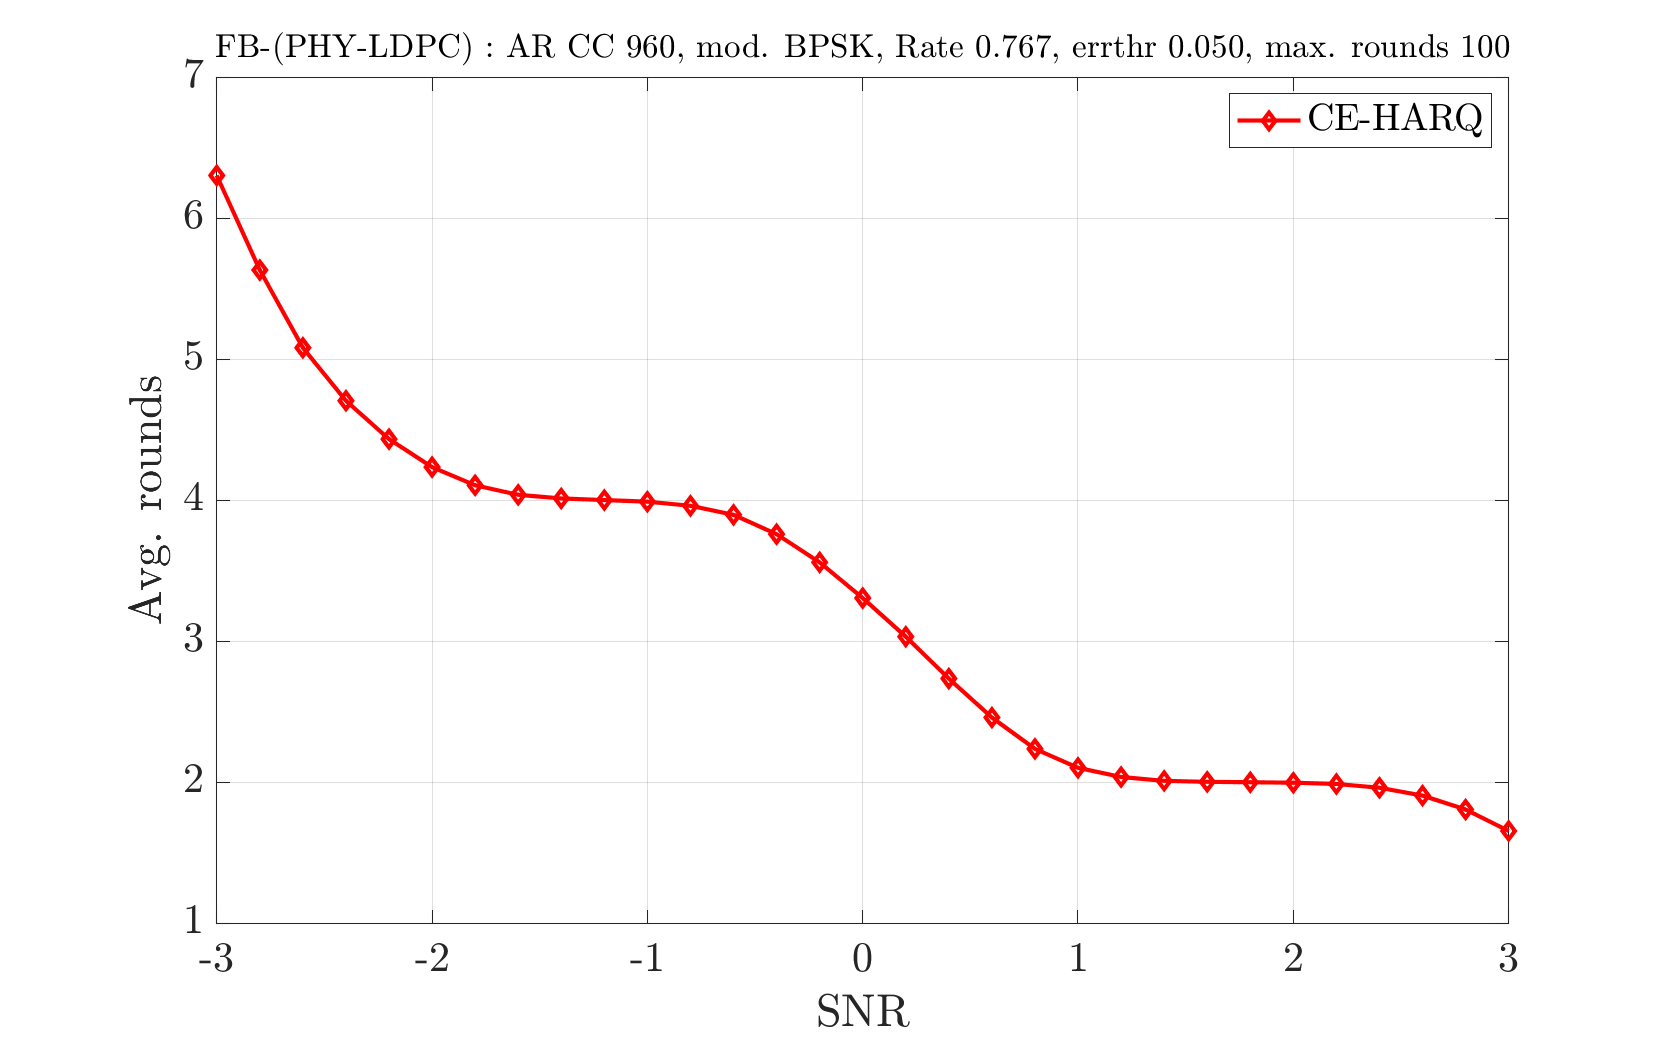 FB-(PHY-LDPC) : AR CC 960, mod. BPSK, Rate 0.767, errthr 0.050, max. rounds 100
CE-HARQ
7
6
5
4
3
2
1
Avg. rounds
-3 -2 -1 0 1 2 3
SNR